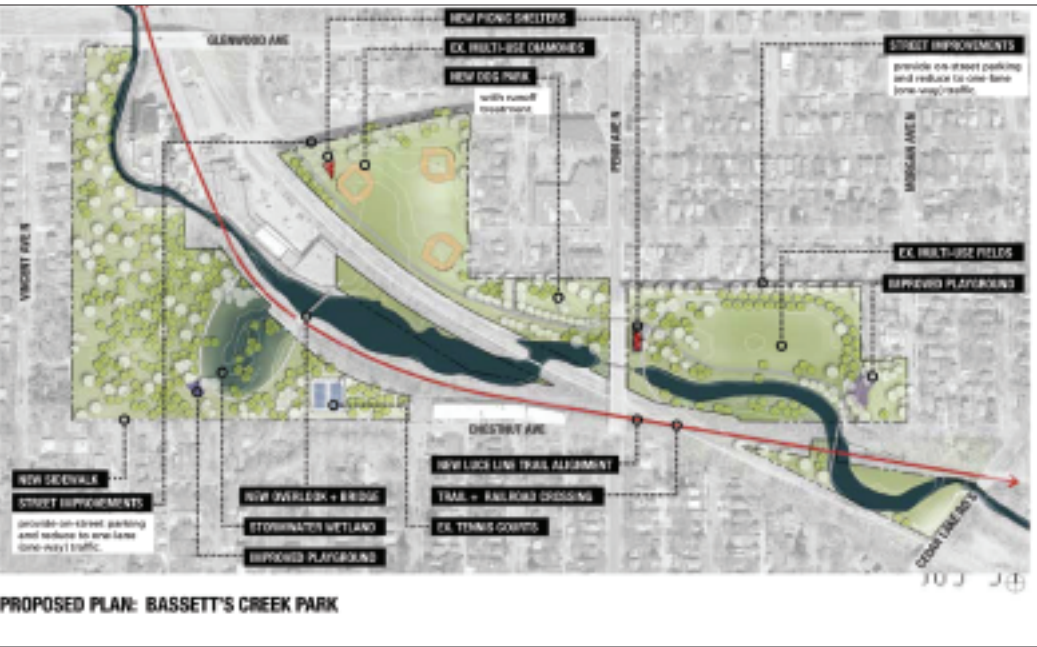 NEW PICNIC SHELTERS
GLENWOOD AVE
EX. MULTI-USE DIAMONDS
STREET IMPROVEMENTS
provide on-street parking
and reduce to one-lane
(one-way) traffic.
NEW DOG PARK
with runoff
treatment
PENN AVE N
MORGAN AVE N
VINCENT AVE N
EX. MULTI-USE FIELDS
IMPROVED PLAYGROUND
CHESTNUT AVE
NEW LUCE LINE TRAIL ALIGNMENT
NEW SIDEWALK
STREET IMPROVEMENTS
provide on-street parking
and reduce to one-lane
(one-way) traffic.
NEW OVERLOOK + BRIDGE
TRAIL + RAILROAD CROSSING
STORMWATER WETLAND
EX. TENNIS COURTS
IMPROVED PLAYGROUND
CEDAR LAKE RD S
PROPOSED PLAN: BASSETT'S CREEK PARK